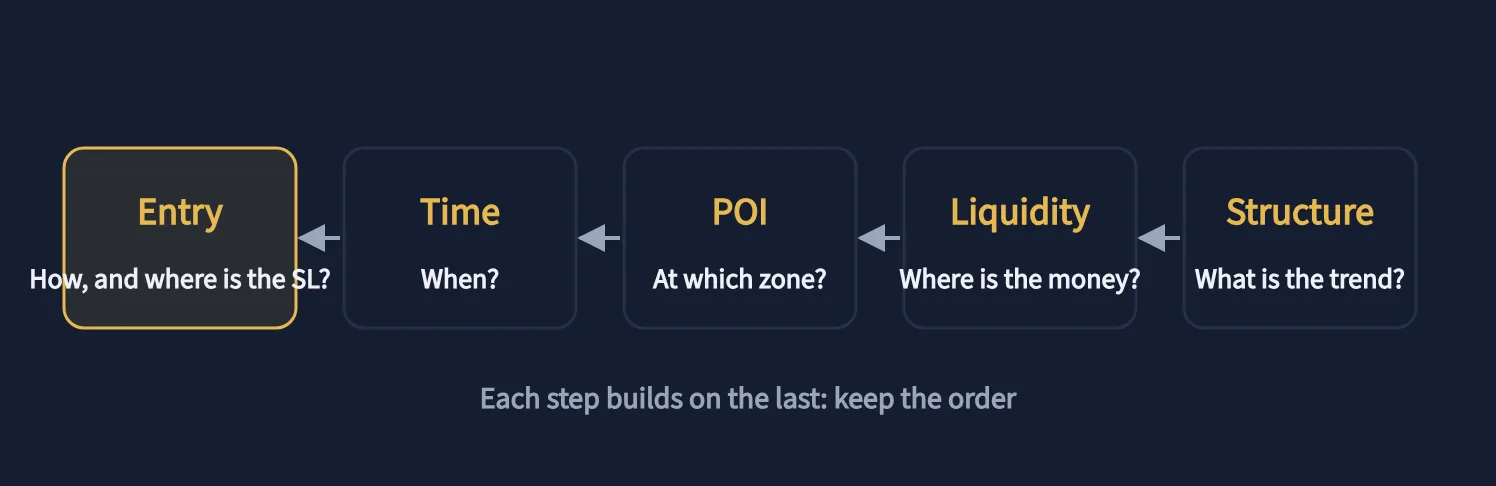 Entry
How, and where is the SL?
Time
When?
POI
At which zone?
Liquidity
Where is the money?
Structure
What is the trend?
Each step builds on the last: keep the order